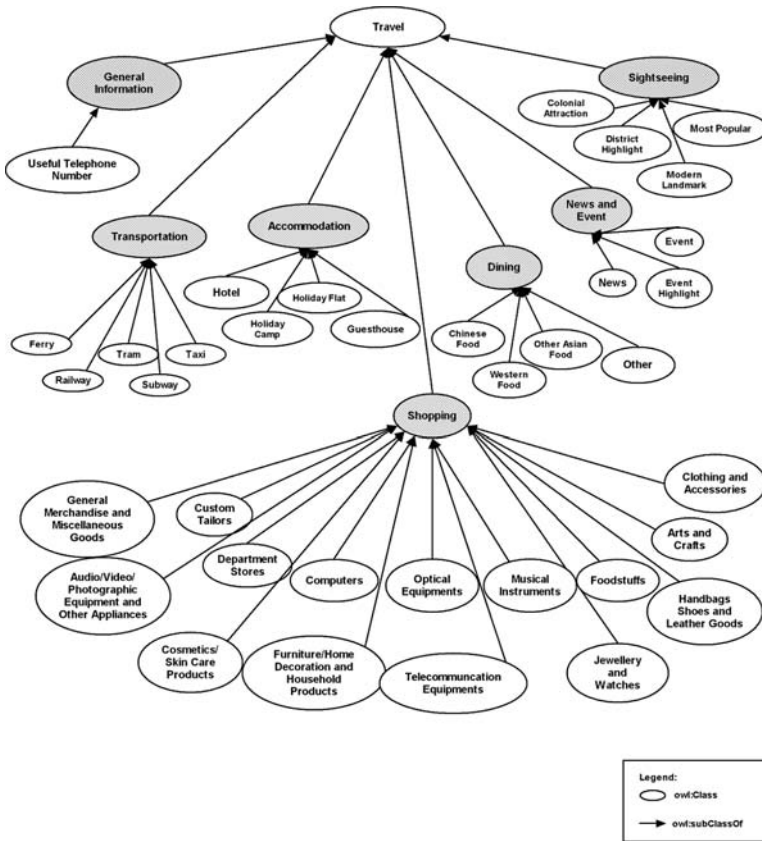 Travel
General
Information
Sightseeing
Colonial
Attraction
District
Highlight
Most Popular
Modern
Landmark
Useful Telephone
Number
News and
Event
Event
News
Event
Highlight
Transportation
Accommodation
Dining
Hotel
Holiday Flat
Holiday
Camp
Guesthouse
Ferry
Tram
Taxi
Railway
Subway
Chinese
Food
Other Asian
Food
Western
Food
Other
Shopping
General
Merchandise and
Miscellaneous
Goods
Custom
Tailors
Clothing and
Accessories
Arts and
Crafts
Audio/Video/
Photographic
Equipment and
Other Appliances
Department
Stores
Computers
Optical
Equipments
Musical
Instruments
Foodstuffs
Handbags
Shoes and
Leather Goods
Cosmetics/
Skin Care
Products
Furniture/Home
Decoration and
Household
Products
Telecommuncation
Equipments
Jewellery
and
Watches
Legend:
owl:Class
owl:subClassOf